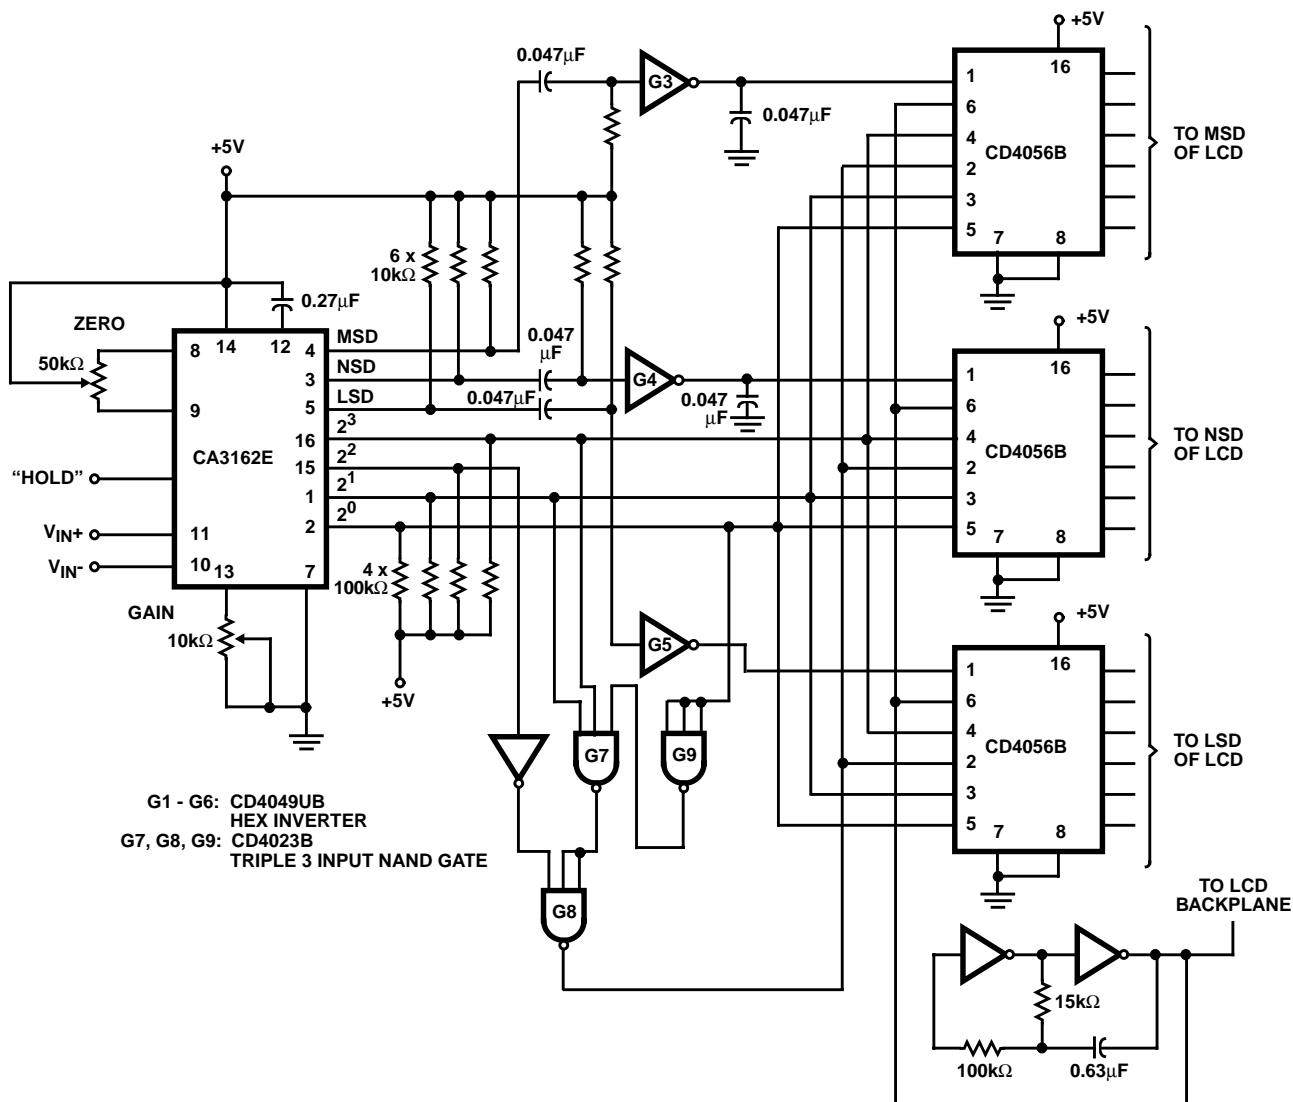 +5V
0.047μF
G3
0.047μF
1
6
4
2
3
5
16
CD4056B
7
8
TO MSD
OF LCD
+5V
6 x
10kΩ
0.27μF
ZERO
50kΩ
8
9
14
12
4
3
5
16
15
1
2
7
13
10
11
CA3162E
MSD
NSD
LSD
2³
2²
2¹
2⁰
"HOLD"
VIN+
VIN-
GAIN
10kΩ
0.047
μF
0.047μF
G4
0.047
μF
+5V
16
1
6
4
2
3
5
CD4056B
7
8
TO NSD
OF LCD
4 x
100kΩ
+5V
G5
G7
G9
G8
+5V
16
1
6
4
2
3
5
CD4056B
7
8
TO LSD
OF LCD
G1 - G6: CD4049UB
HEX INVERTER
G7, G8, G9: CD4023B
TRIPLE 3 INPUT NAND GATE
TO LCD
BACKPLANE
15kΩ
100kΩ
0.63μF